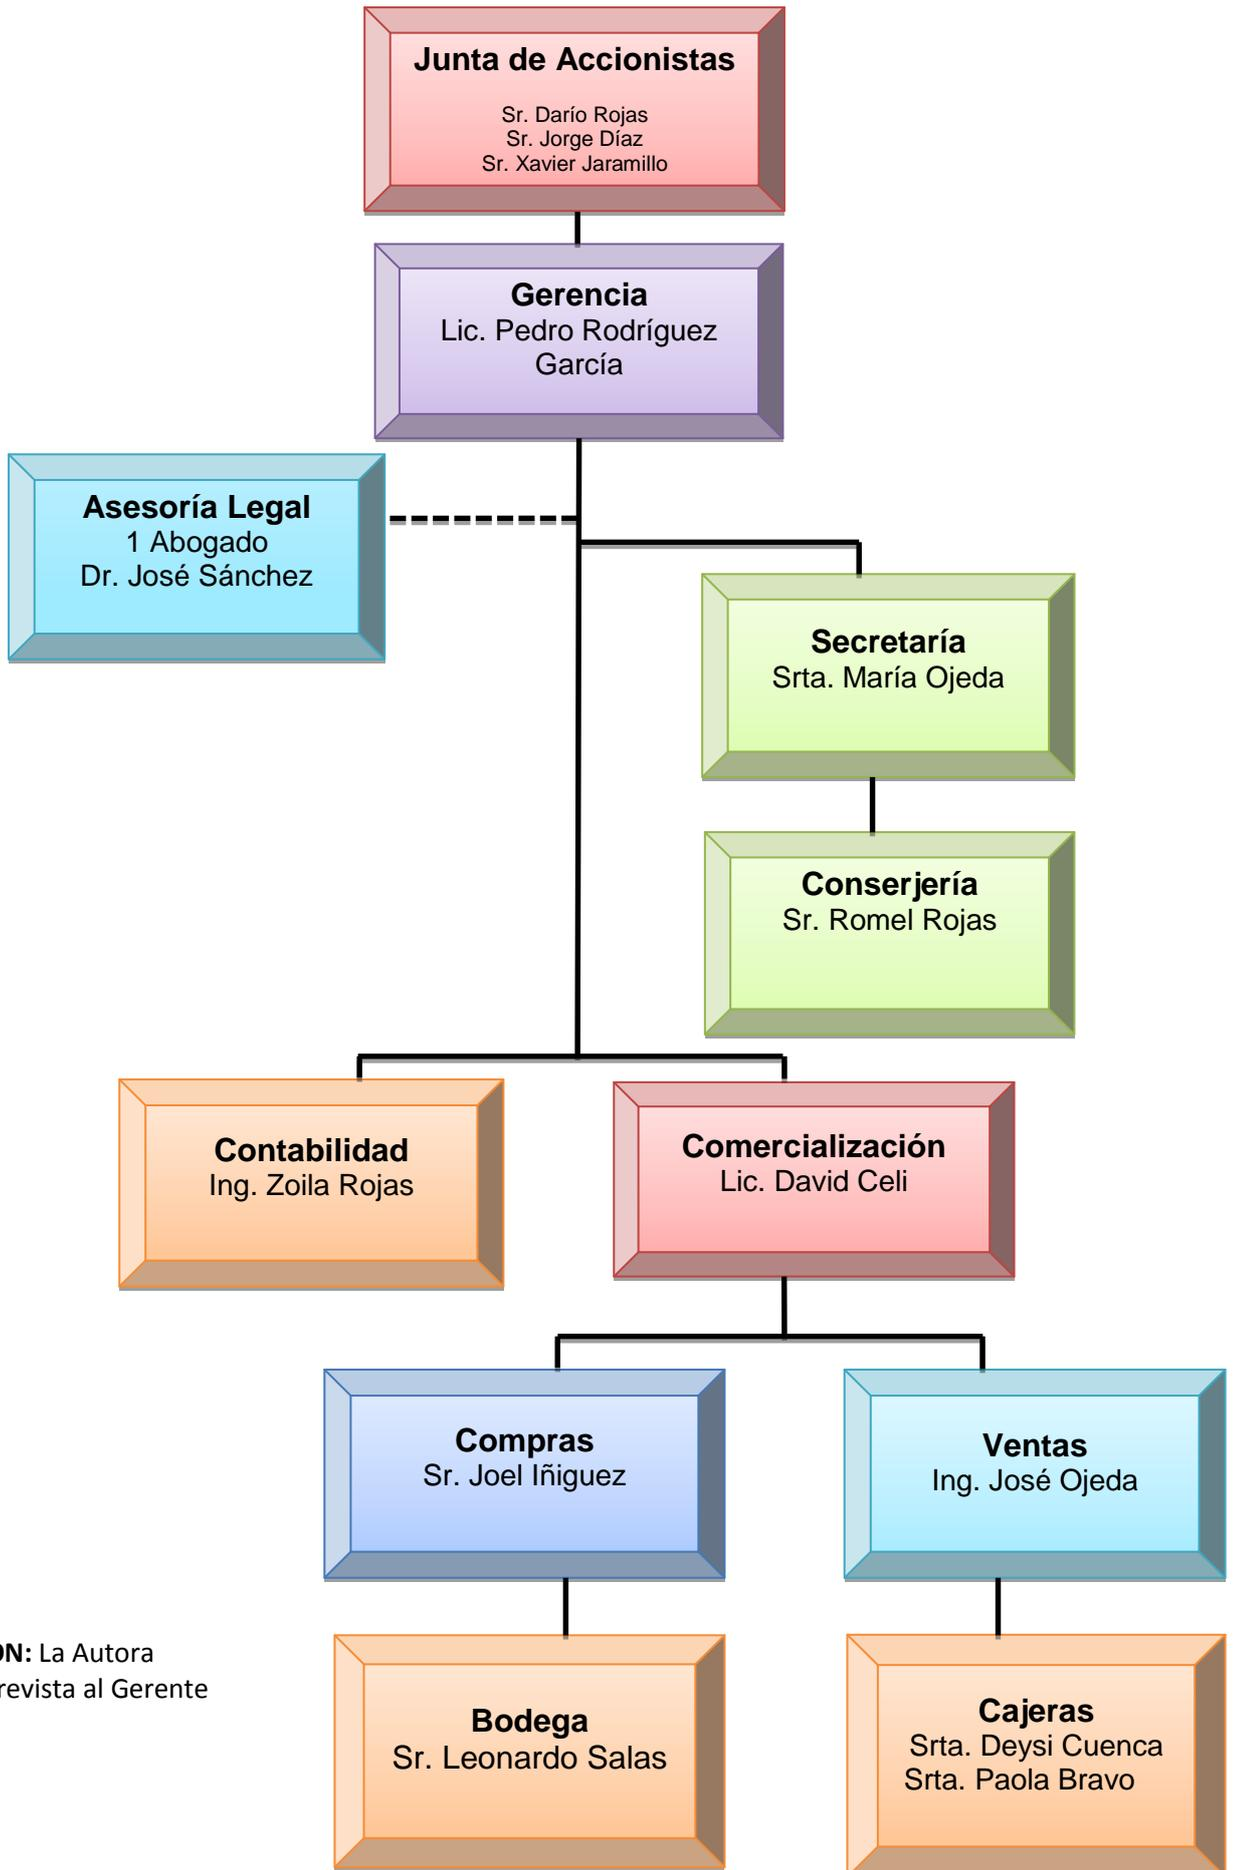 Junta de Accionistas
Sr. Darío Rojas
Sr. Jorge Díaz
Sr. Xavier Jaramillo
Gerencia
Lic. Pedro Rodríguez
García
Asesoría Legal
1 Abogado
Dr. José Sánchez
Secretaría
Srta. María Ojeda
Conserjería
Sr. Romel Rojas
Contabilidad
Ing. Zoila Rojas
Comercialización
Lic. David Celi
Compras
Sr. Joel Iñiguez
Ventas
Ing. José Ojeda
ON: La Autora
revista al Gerente
Bodega
Sr. Leonardo Salas
Cajeras
Srta. Deysi Cuenca
Srta. Paola Bravo